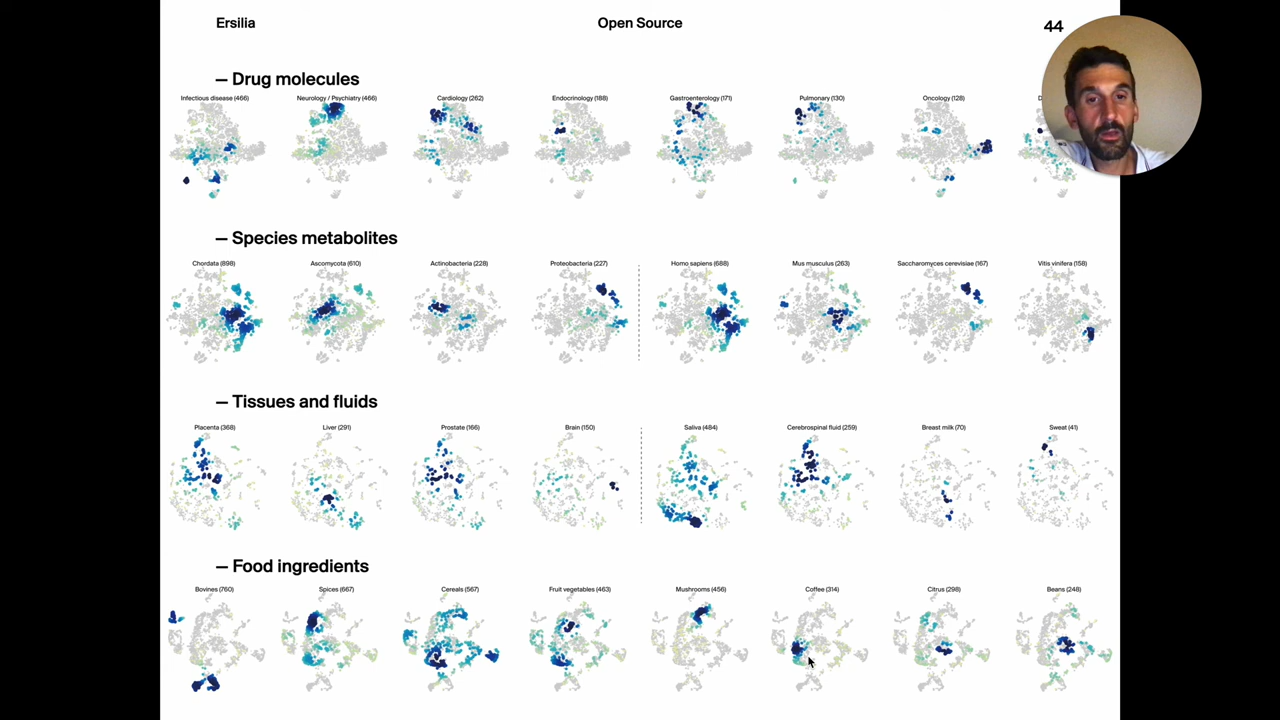 Ersilia Open Source 44
– Drug molecules
Infectious disease (466) Neurology / Psychiatry (466) Cardiology (262) Endocrinology (188) Gastroenterology (171) Pulmonary (130) Oncology (128) D
– Species metabolites
Chordata (898) Ascomycota (610) Actinobacteria (228) Proteobacteria (227) Homo sapiens (688) Mus musculus (263) Saccharomyces cerevisiae (167) Vitis vinifera (158)
– Tissues and fluids
Placenta (368) Liver (291) Prostate (166) Brain (150) Saliva (484) Cerebrospinal fluid (259) Breast milk (70) Sweat (41)
– Food ingredients
Bovines (760) Spices (667) Cereals (567) Fruit vegetables (463) Mushrooms (456) Coffee (314) Citrus (298) Beans (248)